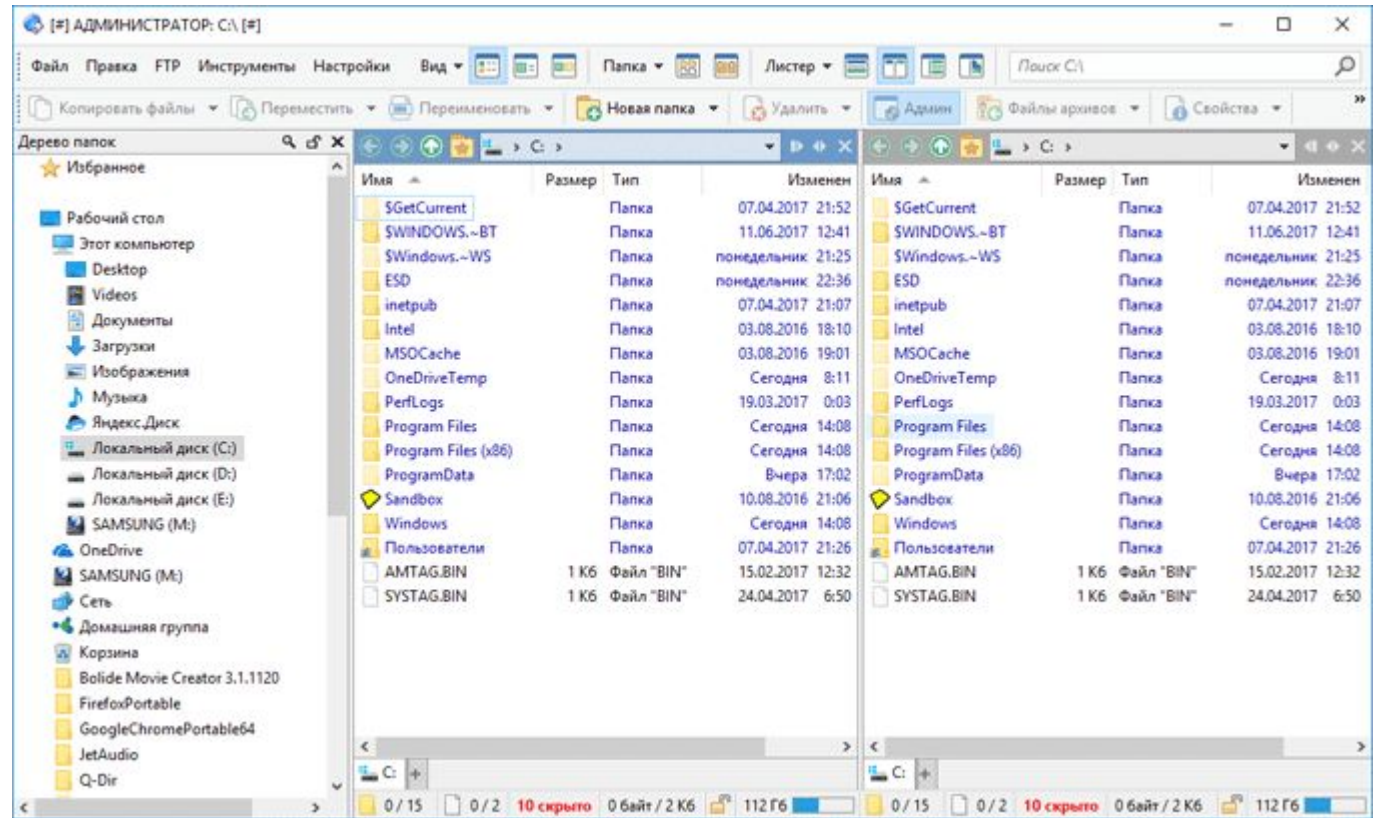 [#] АДМИНИСТРАТОР: C:\ [#]
Файл Правка FTP Инструменты Настройки Вид Папка Листер Поиск C:\
Копировать файлы Переместить Переименовать Новая папка Удалить Админ Файлы архивов Свойства »
Дерево папок
Избранное
Рабочий стол
Этот компьютер
Desktop
Videos
Документы
Загрузки
Изображения
Музыка
Яндекс.Диск
Локальный диск (C:)
Локальный диск (D:)
Локальный диск (E:)
SAMSUNG (M:)
OneDrive
SAMSUNG (M:)
Сеть
Домашняя группа
Корзина
Bolide Movie Creator 3.1.1120
FirefoxPortable
GoogleChromePortable64
JetAudio
Q-Dir
C:
Имя Размер Тип Изменен
$GetCurrent Папка 07.04.2017 21:52
$WINDOWS.~BT Папка 11.06.2017 12:41
$Windows.~WS Папка понедельник 21:25
ESD Папка понедельник 22:36
inetpub Папка 07.04.2017 21:07
Intel Папка 03.08.2016 18:10
MSOCache Папка 03.08.2016 19:01
OneDriveTemp Папка Сегодня 8:11
PerfLogs Папка 19.03.2017 0:03
Program Files Папка Сегодня 14:08
Program Files (x86) Папка Сегодня 14:08
ProgramData Папка Вчера 17:02
Sandbox Папка 10.08.2016 21:06
Windows Папка Сегодня 14:08
Пользователи Папка 07.04.2017 21:26
AMTAG.BIN 1 Кб Файл "BIN" 15.02.2017 12:32
SYSTAG.BIN 1 Кб Файл "BIN" 24.04.2017 6:50
C: +
0 / 15 0 / 2 10 скрыто 0 байт / 2 Кб 112 Гб
C:
Имя Размер Тип Изменен
$GetCurrent Папка 07.04.2017 21:52
$WINDOWS.~BT Папка 11.06.2017 12:41
$Windows.~WS Папка понедельник 21:25
ESD Папка понедельник 22:36
inetpub Папка 07.04.2017 21:07
Intel Папка 03.08.2016 18:10
MSOCache Папка 03.08.2016 19:01
OneDriveTemp Папка Сегодня 8:11
PerfLogs Папка 19.03.2017 0:03
Program Files Папка Сегодня 14:08
Program Files (x86) Папка Сегодня 14:08
ProgramData Папка Вчера 17:02
Sandbox Папка 10.08.2016 21:06
Windows Папка Сегодня 14:08
Пользователи Папка 07.04.2017 21:26
AMTAG.BIN 1 Кб Файл "BIN" 15.02.2017 12:32
SYSTAG.BIN 1 Кб Файл "BIN" 24.04.2017 6:50
C: +
0 / 15 0 / 2 10 скрыто 0 байт / 2 Кб 112 Гб